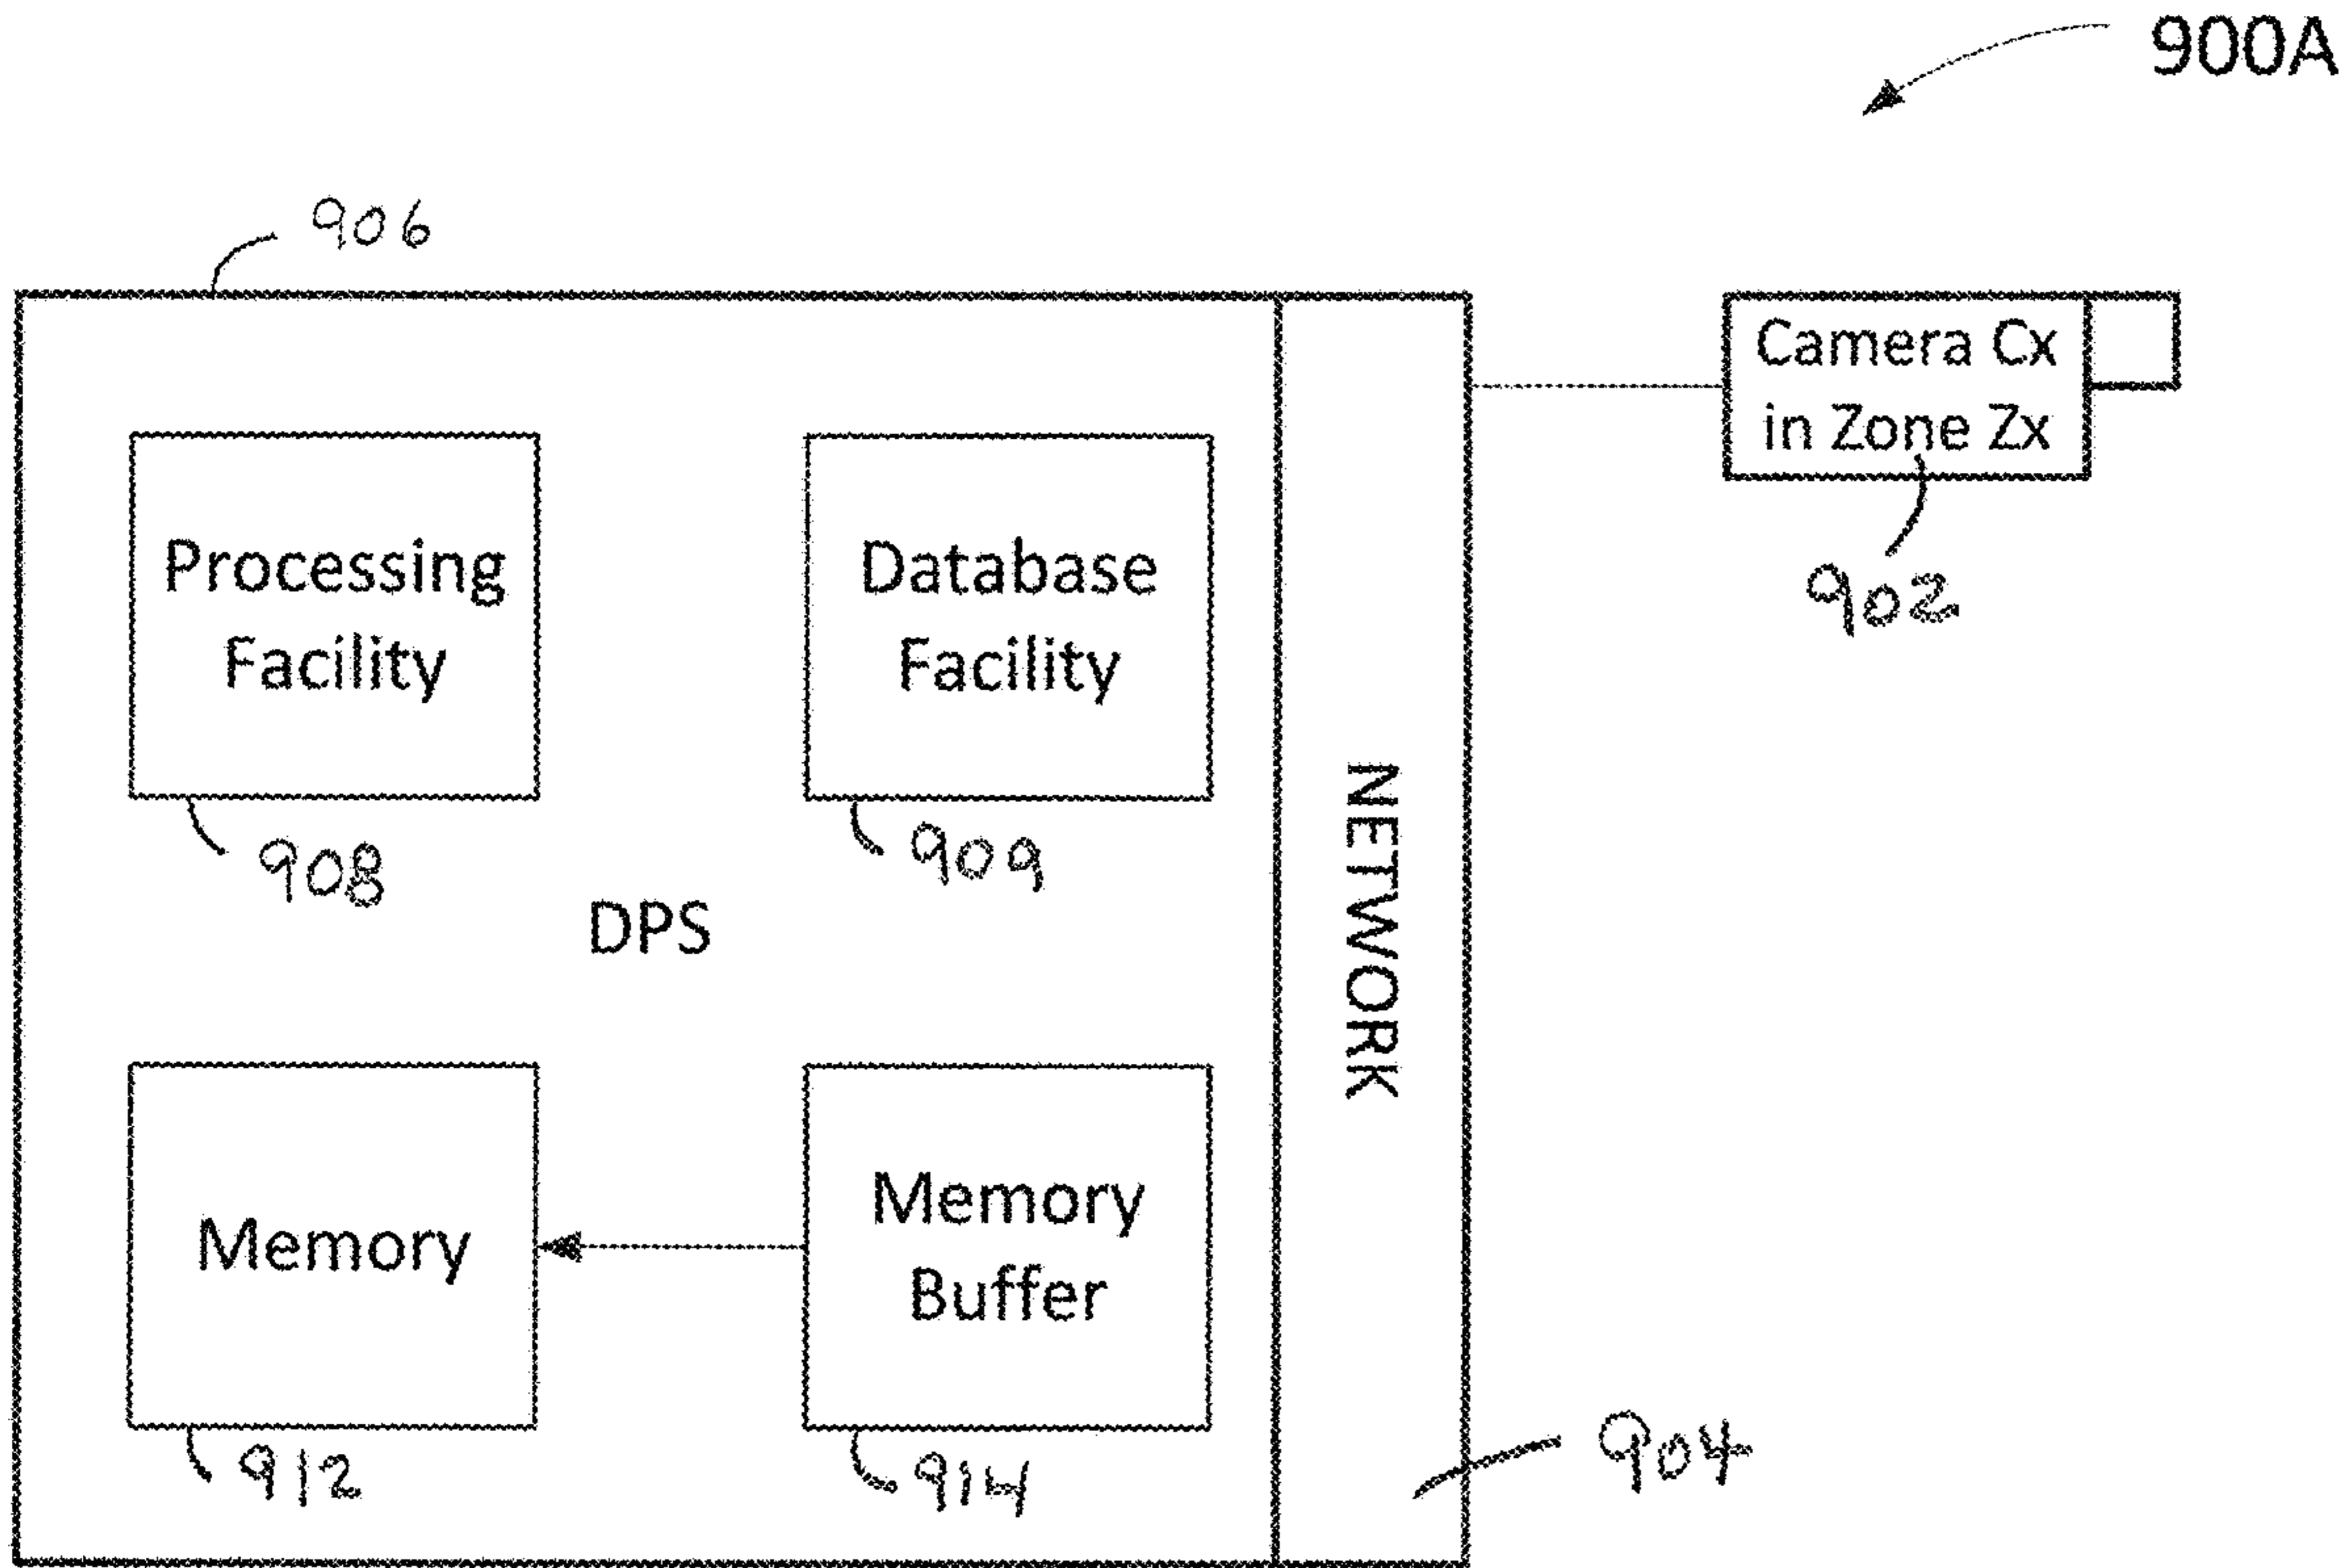 900A
906
Camera Cx
in Zone Zx
902
Processing
Facility
908
Database
Facility
909
DPS
NETWORK
Memory
912
Memory
Buffer
914
904